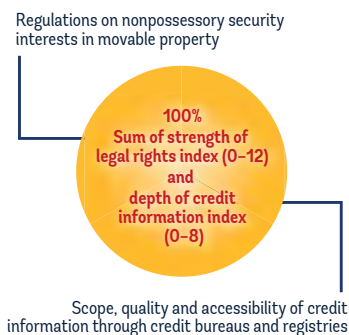 Regulations on nonpossessory security
interests in movable property
100%
Sum of strength of
legal rights index (0–12)
and
depth of credit
information index
(0–8)
Scope, quality and accessibility of credit
information through credit bureaus and registries